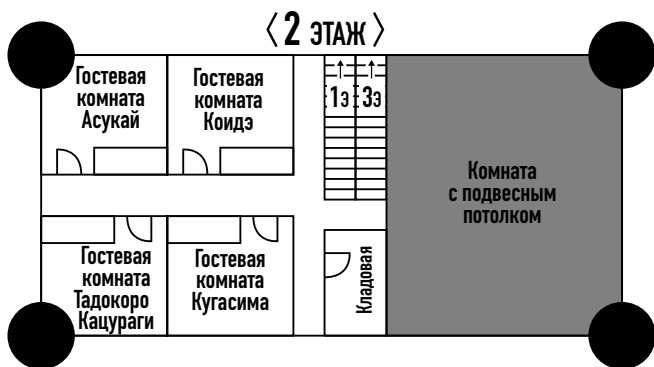 〈2 ЭТАЖ〉
Гостевая
комната
Асукай
Гостевая
комната
Коидэ
1э
3э
Комната
с подвесным
потолком
Гостевая
комната
Тадокоро
Кацураги
Гостевая
комната
Кугасима
Кладовая